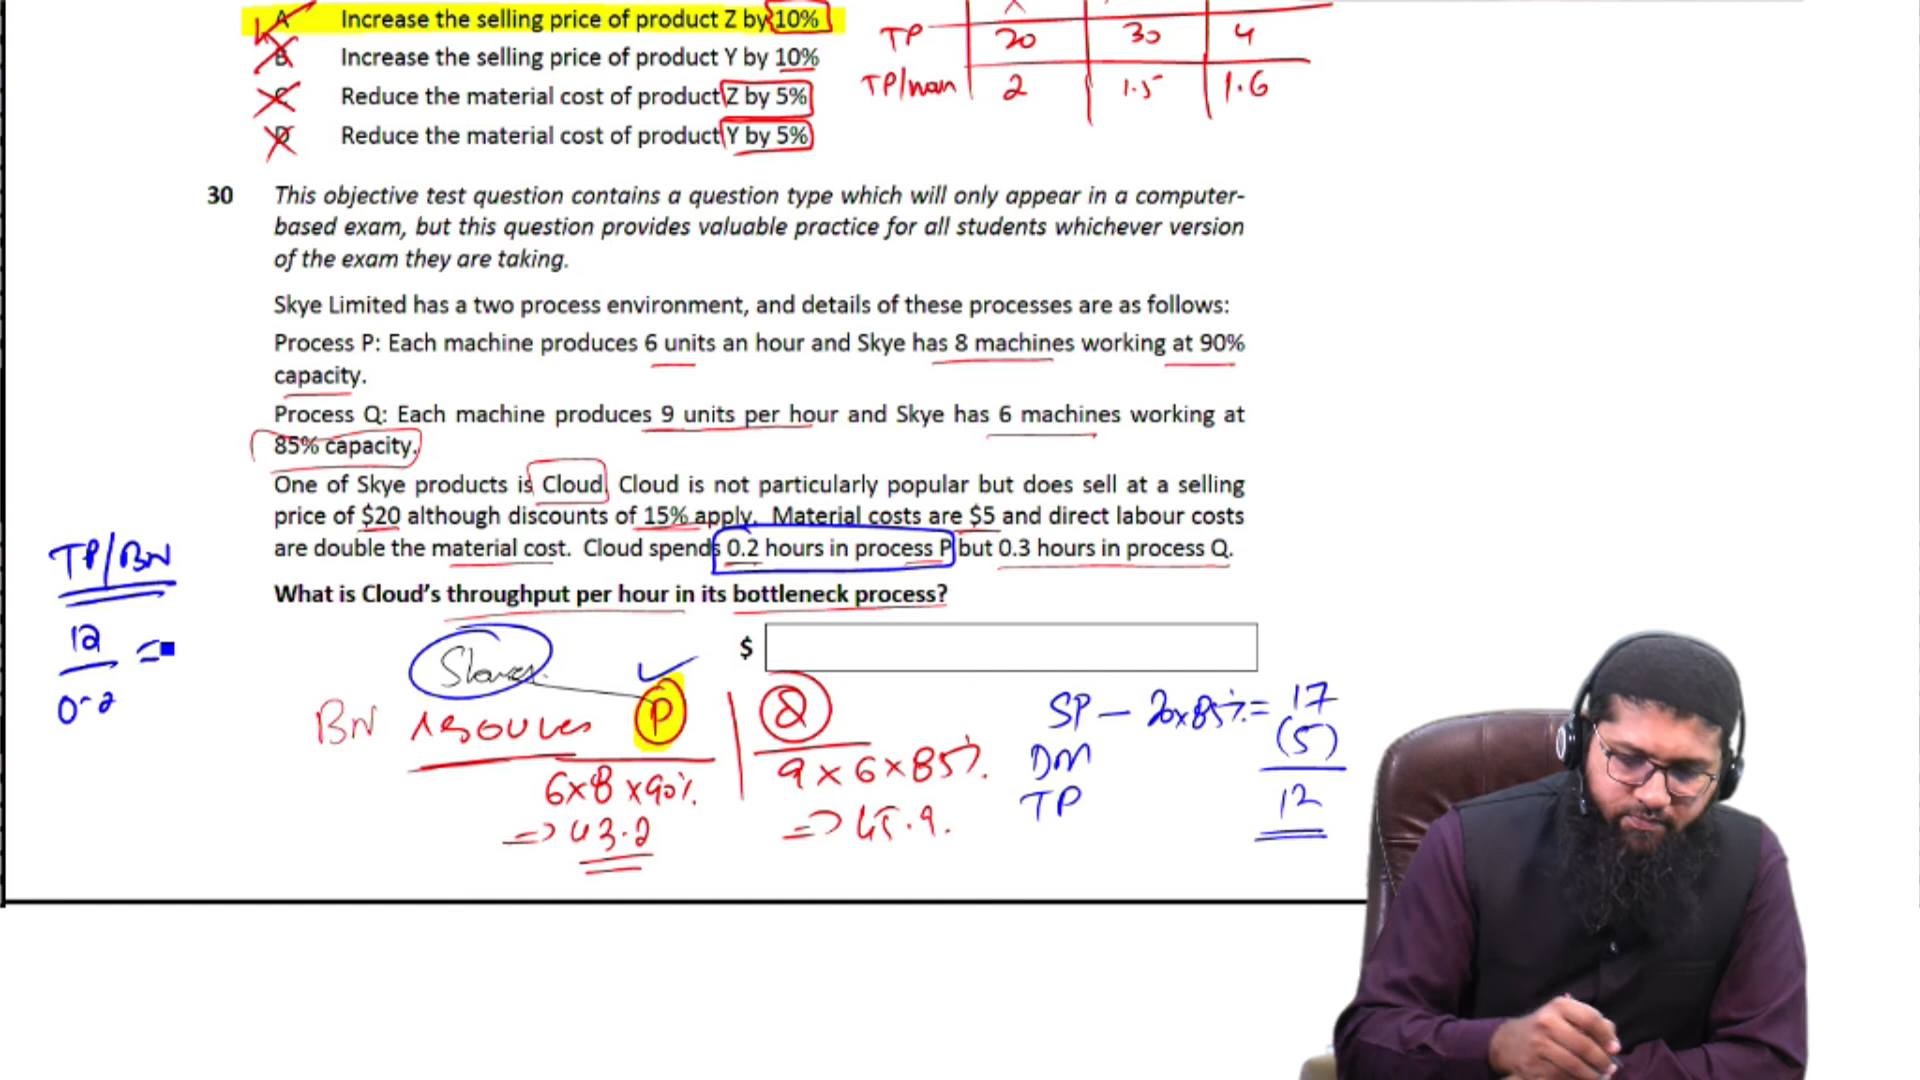 A Increase the selling price of product Z by 10%
B Increase the selling price of product Y by 10%
C Reduce the material cost of product Z by 5%
D Reduce the material cost of product Y by 5%
TP 20 30 4
TP/man 2 1.5 1.6
30 This objective test question contains a question type which will only appear in a computer-
based exam, but this question provides valuable practice for all students whichever version
of the exam they are taking.
Skye Limited has a two process environment, and details of these processes are as follows:
Process P: Each machine produces 6 units an hour and Skye has 8 machines working at 90%
capacity.
Process Q: Each machine produces 9 units per hour and Skye has 6 machines working at
85% capacity.
One of Skye products is Cloud. Cloud is not particularly popular but does sell at a selling
price of $20 although discounts of 15% apply. Material costs are $5 and direct labour costs
are double the material cost. Cloud spends 0.2 hours in process P but 0.3 hours in process Q.
What is Cloud's throughput per hour in its bottleneck process?
$
TP/BN
12 =
0.2
BN resources P Q
6x8x90%
=> 43.2
9x6x85%.
=> 45.9.
SP – 20x85%= 17
DM (5)
TP 12